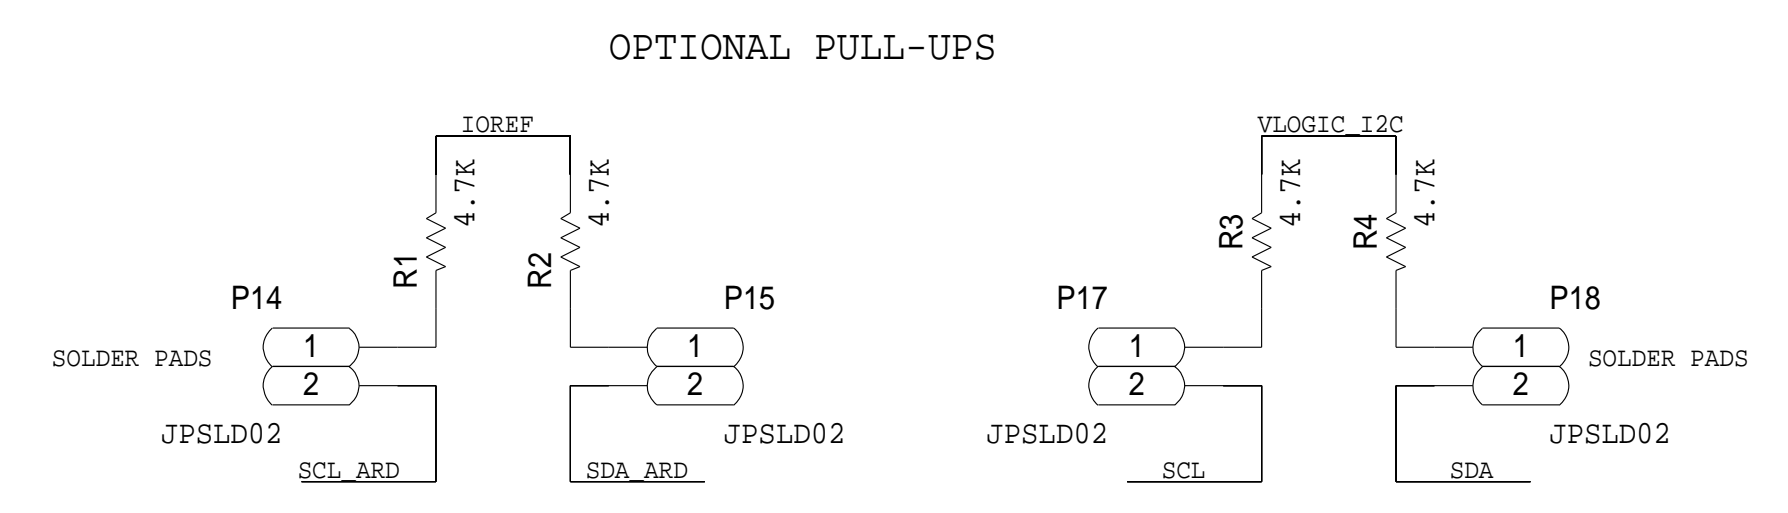 OPTIONAL PULL-UPS
IOREF
VLOGIC_I2C
4.7K
4.7K
4.7K
4.7K
R1
R2
R3
R4
P14
P15
P17
P18
1
1
1
1
SOLDER PADS
SOLDER PADS
2
2
2
2
JPSLD02
JPSLD02
JPSLD02
JPSLD02
SCL_ARD
SDA_ARD
SCL
SDA